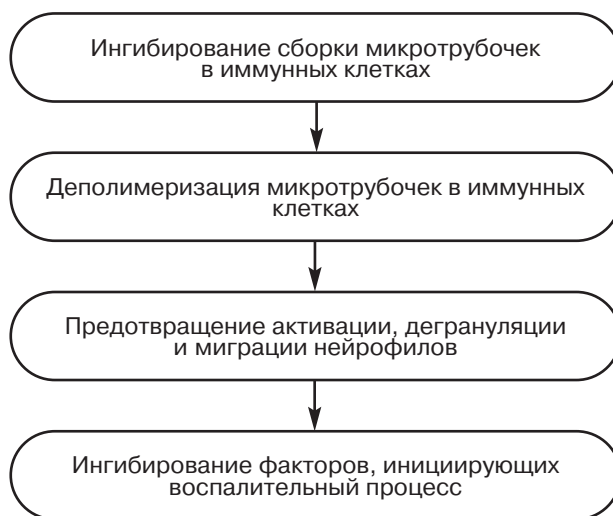 Ингибирование сборки микротрубочек
в иммунных клетках
Деполимеризация микротрубочек в иммунных
клетках
Предотвращение активации, дегрануляции
и миграции нейрофилов
Ингибирование факторов, инициирующих
воспалительный процесс